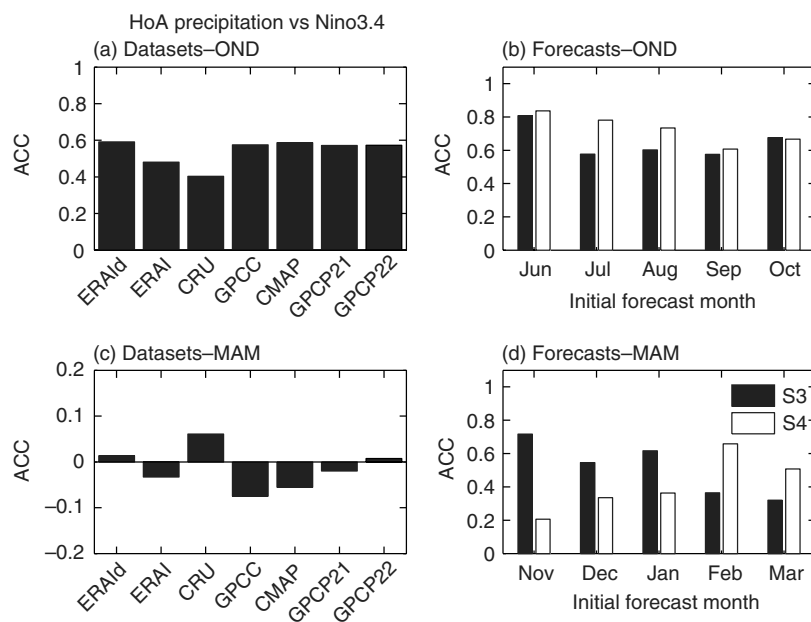 HoA precipitation vs Nino3.4
(a) Datasets–OND
1
0.8
0.6
0.4
0.2
0
ACC
ERAId
ERAI
CRU
GPCC
CMAP
GPCP21
GPCP22
(b) Forecasts–OND
1
0.8
0.6
0.4
0.2
0
ACC
Jun
Jul
Aug
Sep
Oct
Initial forecast month
(c) Datasets–MAM
0.2
0.1
0
−0.1
−0.2
ACC
ERAId
ERAI
CRU
GPCC
CMAP
GPCP21
GPCP22
(d) Forecasts–MAM
1
0.8
0.6
0.4
0.2
0
ACC
S3
S4
Nov
Dec
Jan
Feb
Mar
Initial forecast month